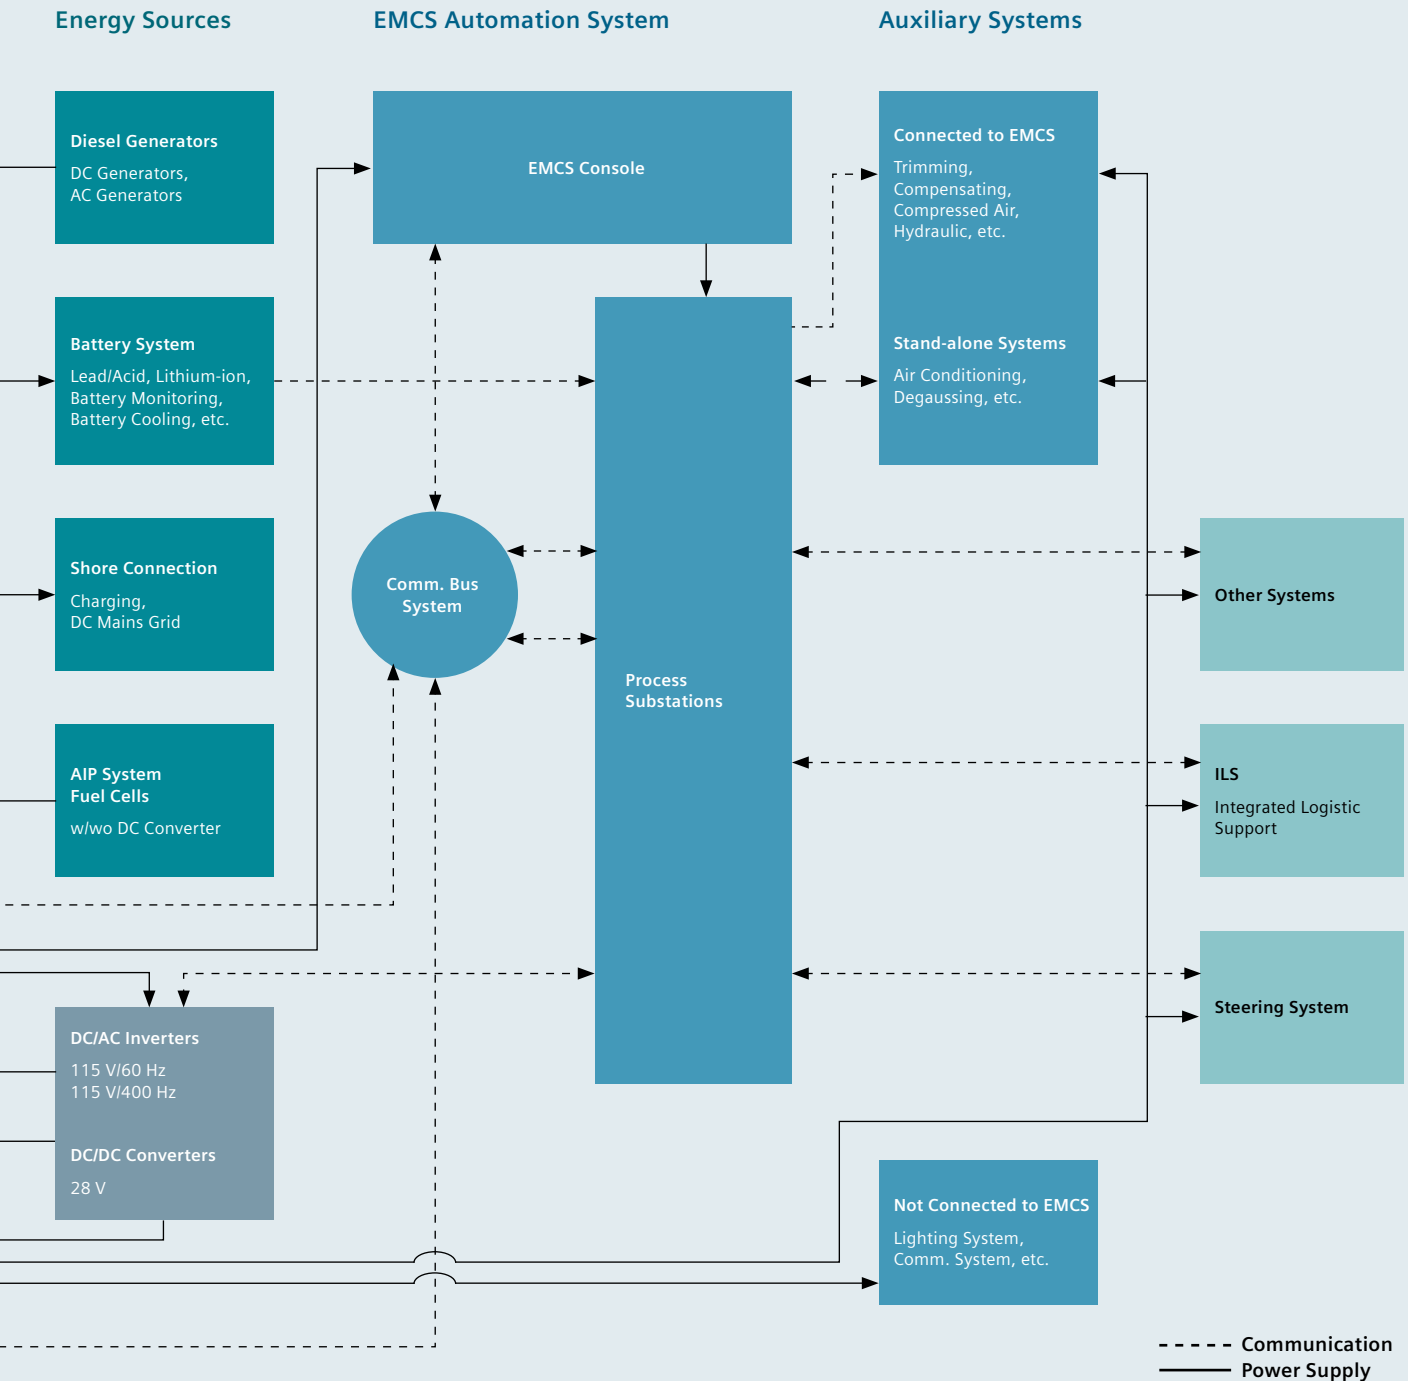 Energy Sources
EMCS Automation System
Auxiliary Systems
Diesel Generators
DC Generators,
AC Generators
EMCS Console
Connected to EMCS
Trimming,
Compensating,
Compressed Air,
Hydraulic, etc.
Battery System
Lead/Acid, Lithium-ion,
Battery Monitoring,
Battery Cooling, etc.
Stand-alone Systems
Air Conditioning,
Degaussing, etc.
Shore Connection
Charging,
DC Mains Grid
Comm. Bus
System
Process
Substations
Other Systems
AIP System
Fuel Cells
w/wo DC Converter
ILS
Integrated Logistic
Support
DC/AC Inverters
115 V/60 Hz
115 V/400 Hz
DC/DC Converters
28 V
Steering System
Not Connected to EMCS
Lighting System,
Comm. System, etc.
Communication
Power Supply